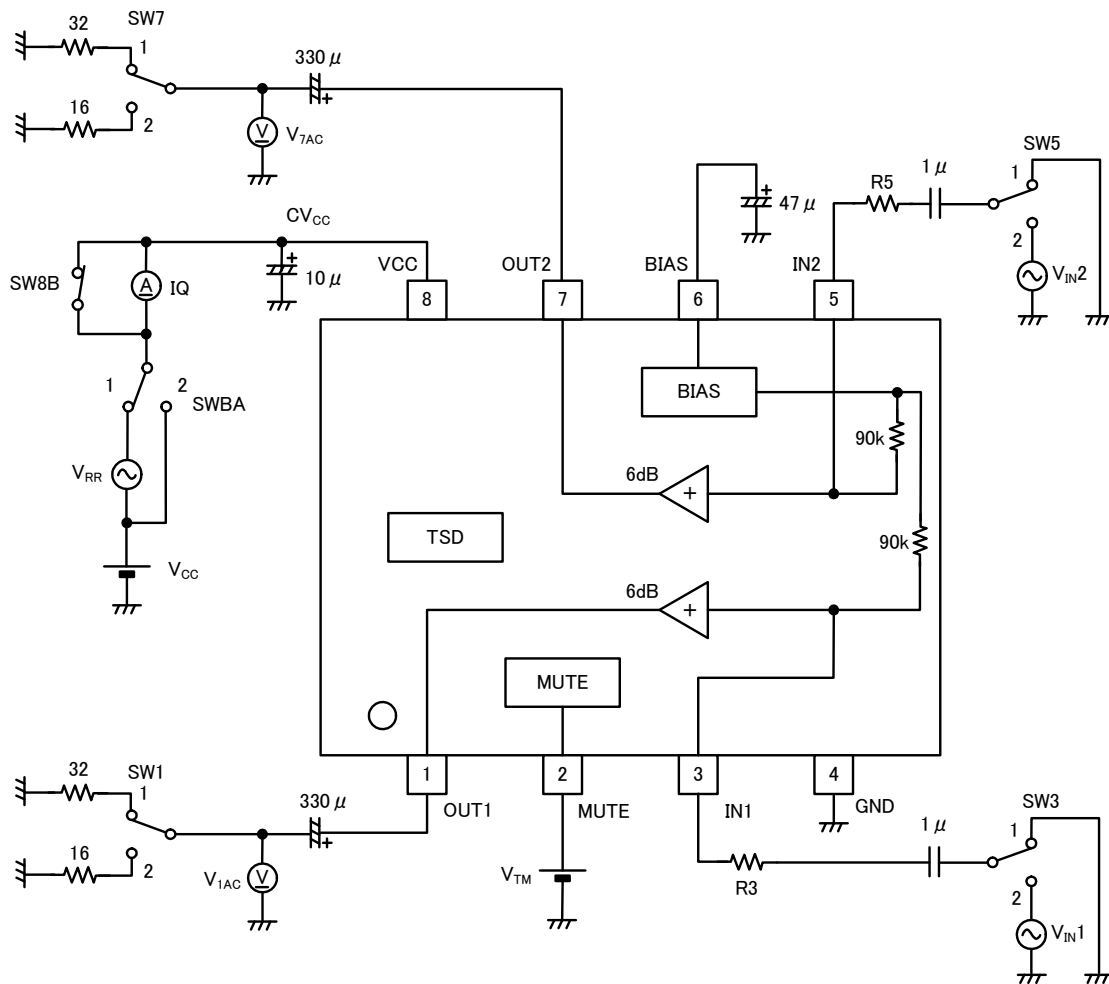 32
SW7
1
330μ
+
16
2
V
V7AC
SW5
1μ
1
R5
+
47μ
CVCC
2
+
10μ
VCC
OUT2
BIAS
IN2
VIN2
SW8B
A
IQ
8
7
6
5
1
2
SWBA
BIAS
90k
VRR
6dB
+
TSD
90k
VCC
6dB
+
MUTE
32
SW1
1
1
2
3
4
330μ
+
OUT1
MUTE
IN1
GND
SW3
1μ
1
16
2
V
V1AC
VTM
R3
2
VIN1